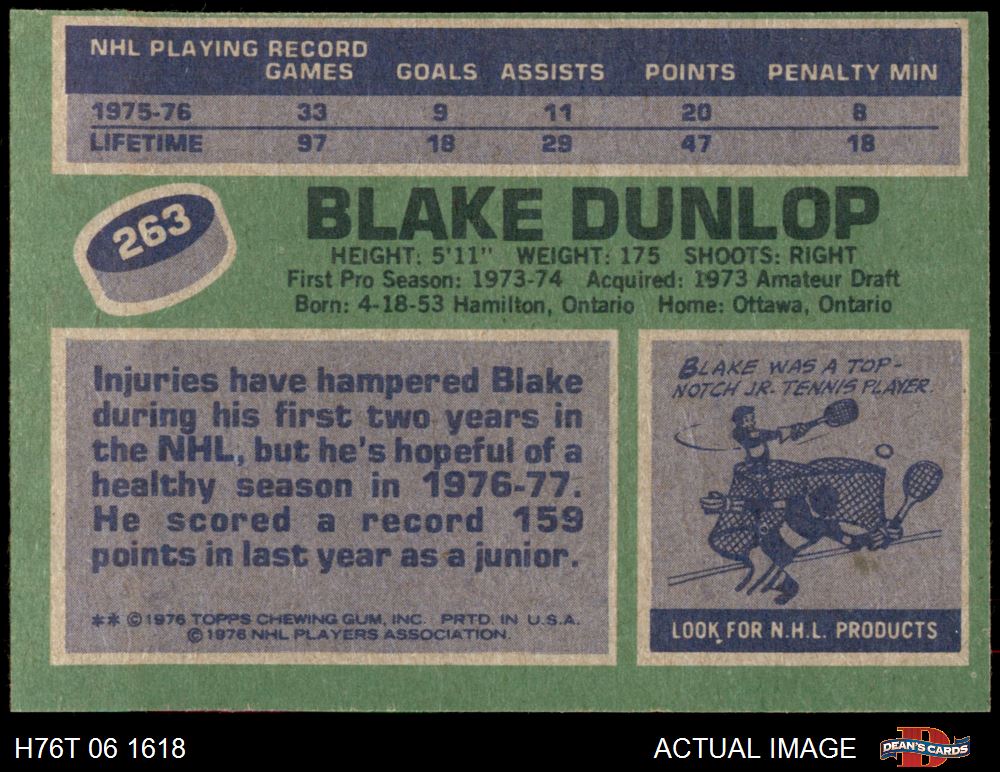 NHL PLAYING RECORD
GAMES GOALS ASSISTS POINTS PENALTY MIN
1975-76 33 9 11 20 8
LIFETIME 97 18 29 47 18
263
BLAKE DUNLOP
HEIGHT: 5'11" WEIGHT: 175 SHOOTS: RIGHT
First Pro Season: 1973-74 Acquired: 1973 Amateur Draft
Born: 4-18-53 Hamilton, Ontario Home: Ottawa, Ontario
Injuries have hampered Blake
during his first two years in
the NHL, but he's hopeful of a
healthy season in 1976-77.
He scored a record 159
points in last year as a junior.
** ©1976 TOPPS CHEWING GUM, INC. PRTD. IN U.S.A.
©1976 NHL PLAYERS ASSOCIATION.
BLAKE WAS A TOP-
NOTCH JR. TENNIS PLAYER.
LOOK FOR N.H.L. PRODUCTS
H76T 06 1618 ACTUAL IMAGE
D
DEAN'S CARDS